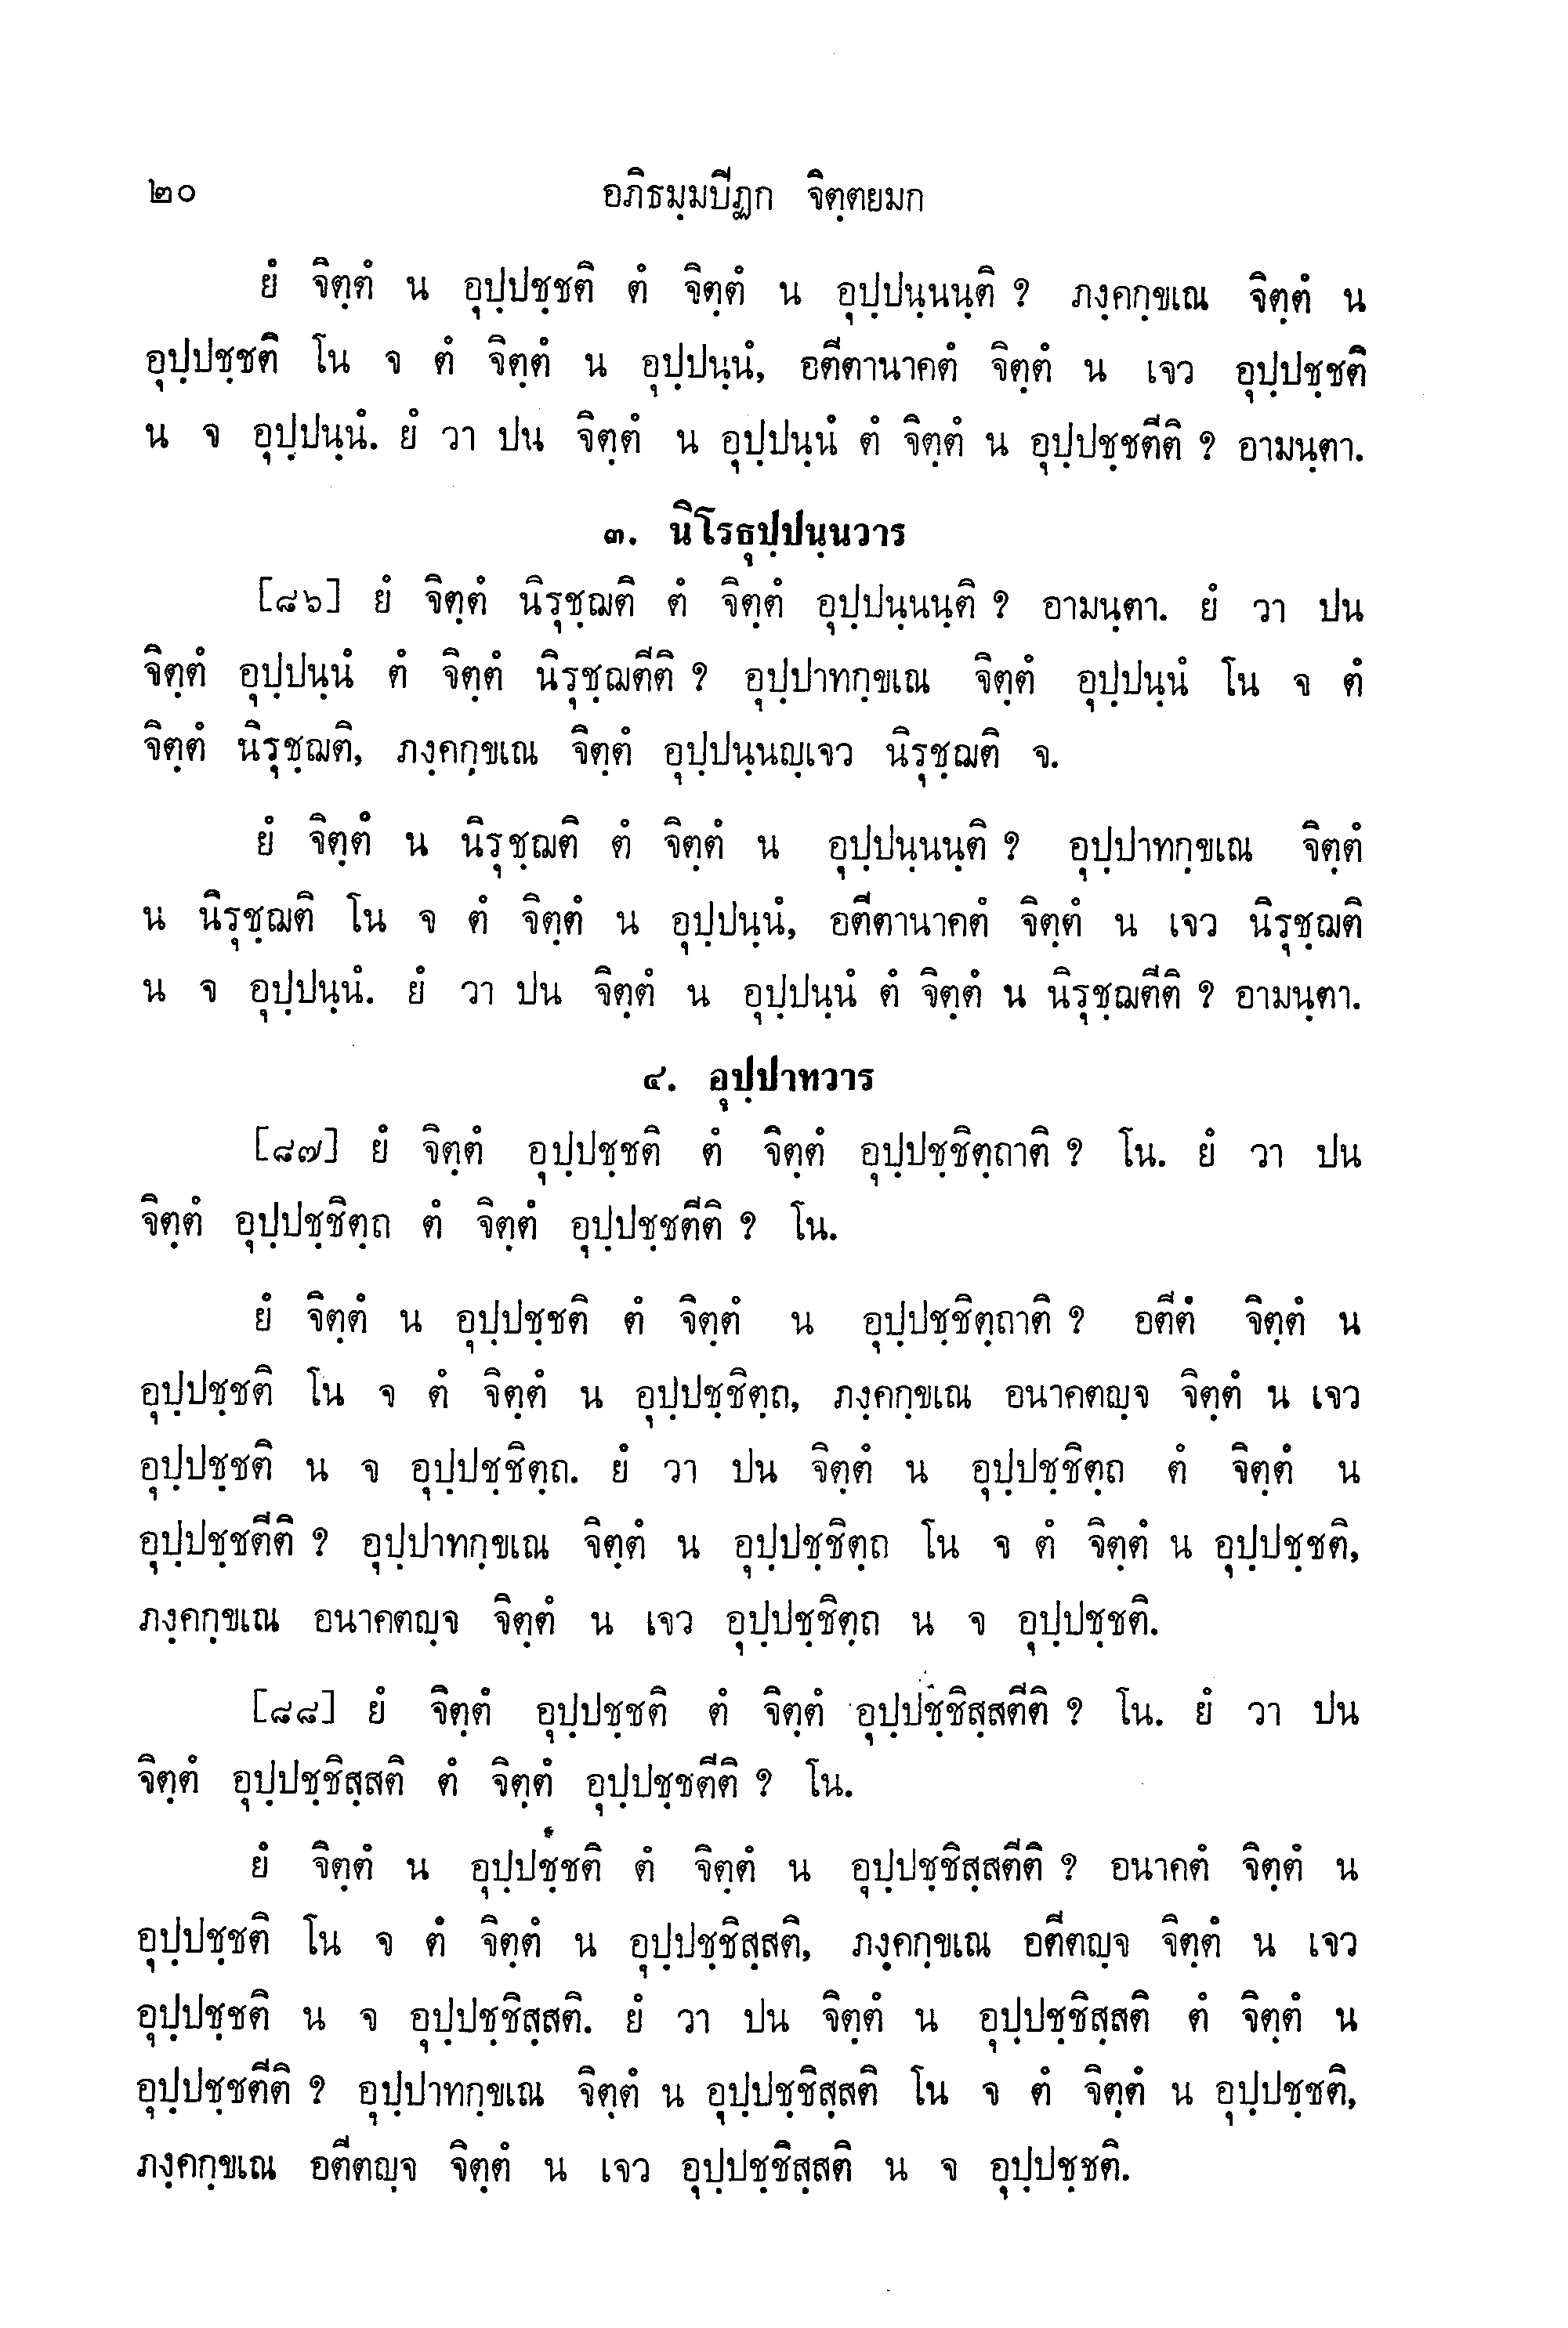 ๒๐ อภิธมฺมปีฏก จิตฺตยมก
ยํ จิตฺตํ น อุปฺปชฺชติ ตํ จิตฺตํ น อุปฺปนฺนนฺติ ? ภงฺคกฺขเณ จิตฺตํ น
อุปฺปชฺชติ โน จ ตํ จิตฺตํ น อุปฺปนฺนํ, อตีตานาคตํ จิตฺตํ น เจว อุปฺปชฺชติ
น จ อุปฺปนฺนํ. ยํ วา ปน จิตฺตํ น อุปฺปนฺนํ ตํ จิตฺตํ น อุปฺปชฺชตีติ ? อามนฺตา.
๓. นิโรธุปฺปนฺนวาร
[๘๖] ยํ จิตฺตํ นิรุชฺฌติ ตํ จิตฺตํ อุปฺปนฺนนฺติ ? อามนฺตา. ยํ วา ปน
จิตฺตํ อุปฺปนฺนํ ตํ จิตฺตํ นิรุชฺฌตีติ ? อุปฺปาทกฺขเณ จิตฺตํ อุปฺปนฺนํ โน จ ตํ
จิตฺตํ นิรุชฺฌติ, ภงฺคกฺขเณ จิตฺตํ อุปฺปนฺนญฺเจว นิรุชฺฌติ จ.
ยํ จิตฺตํ น นิรุชฺฌติ ตํ จิตฺตํ น อุปฺปนฺนนฺติ ? อุปฺปาทกฺขเณ จิตฺตํ
น นิรุชฺฌติ โน จ ตํ จิตฺตํ น อุปฺปนฺนํ, อตีตานาคตํ จิตฺตํ น เจว นิรุชฺฌติ
น จ อุปฺปนฺนํ. ยํ วา ปน จิตฺตํ น อุปฺปนฺนํ ตํ จิตฺตํ น นิรุชฺฌตีติ ? อามนฺตา.
๔. อุปฺปาทวาร
[๘๗] ยํ จิตฺตํ อุปฺปชฺชติ ตํ จิตฺตํ อุปฺปชฺชิตฺถาติ ? โน. ยํ วา ปน
จิตฺตํ อุปฺปชฺชิตฺถ ตํ จิตฺตํ อุปฺปชฺชตีติ ? โน.
ยํ จิตฺตํ น อุปฺปชฺชติ ตํ จิตฺตํ น อุปฺปชฺชิตฺถาติ ? อตีตํ จิตฺตํ น
อุปฺปชฺชติ โน จ ตํ จิตฺตํ น อุปฺปชฺชิตฺถ, ภงฺคกฺขเณ อนาคตญฺจ จิตฺตํ น เจว
อุปฺปชฺชติ น จ อุปฺปชฺชิตฺถ. ยํ วา ปน จิตฺตํ น อุปฺปชฺชิตฺถ ตํ จิตฺตํ น
อุปฺปชฺชตีติ ? อุปฺปาทกฺขเณ จิตฺตํ น อุปฺปชฺชิตฺถ โน จ ตํ จิตฺตํ น อุปฺปชฺชติ,
ภงฺคกฺขเณ อนาคตญฺจ จิตฺตํ น เจว อุปฺปชฺชิตฺถ น จ อุปฺปชฺชติ.
[๘๘] ยํ จิตฺตํ อุปฺปชฺชติ ตํ จิตฺตํ อุปฺปชฺชิสฺสตีติ ? โน. ยํ วา ปน
จิตฺตํ อุปฺปชฺชิสฺสติ ตํ จิตฺตํ อุปฺปชฺชตีติ ? โน.
ยํ จิตฺตํ น อุปฺปชฺชติ ตํ จิตฺตํ น อุปฺปชฺชิสฺสตีติ ? อนาคตํ จิตฺตํ น
อุปฺปชฺชติ โน จ ตํ จิตฺตํ น อุปฺปชฺชิสฺสติ, ภงฺคกฺขเณ อตีตญฺจ จิตฺตํ น เจว
อุปฺปชฺชติ น จ อุปฺปชฺชิสฺสติ. ยํ วา ปน จิตฺตํ น อุปฺปชฺชิสฺสติ ตํ จิตฺตํ น
อุปฺปชฺชตีติ ? อุปฺปาทกฺขเณ จิตฺตํ น อุปฺปชฺชิสฺสติ โน จ ตํ จิตฺตํ น อุปฺปชฺชติ,
ภงฺคกฺขเณ อตีตญฺจ จิตฺตํ น เจว อุปฺปชฺชิสฺสติ น จ อุปฺปชฺชติ.